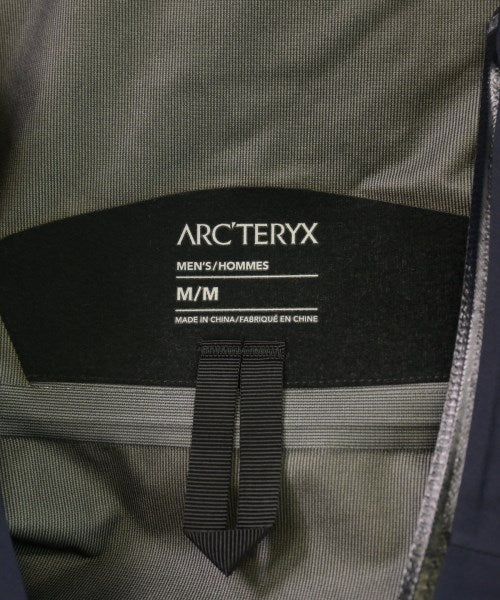 ARC'TERYX
MEN'S/HOMMES
M/M
MADE IN CHINA/FABRIQUÉ EN CHINE